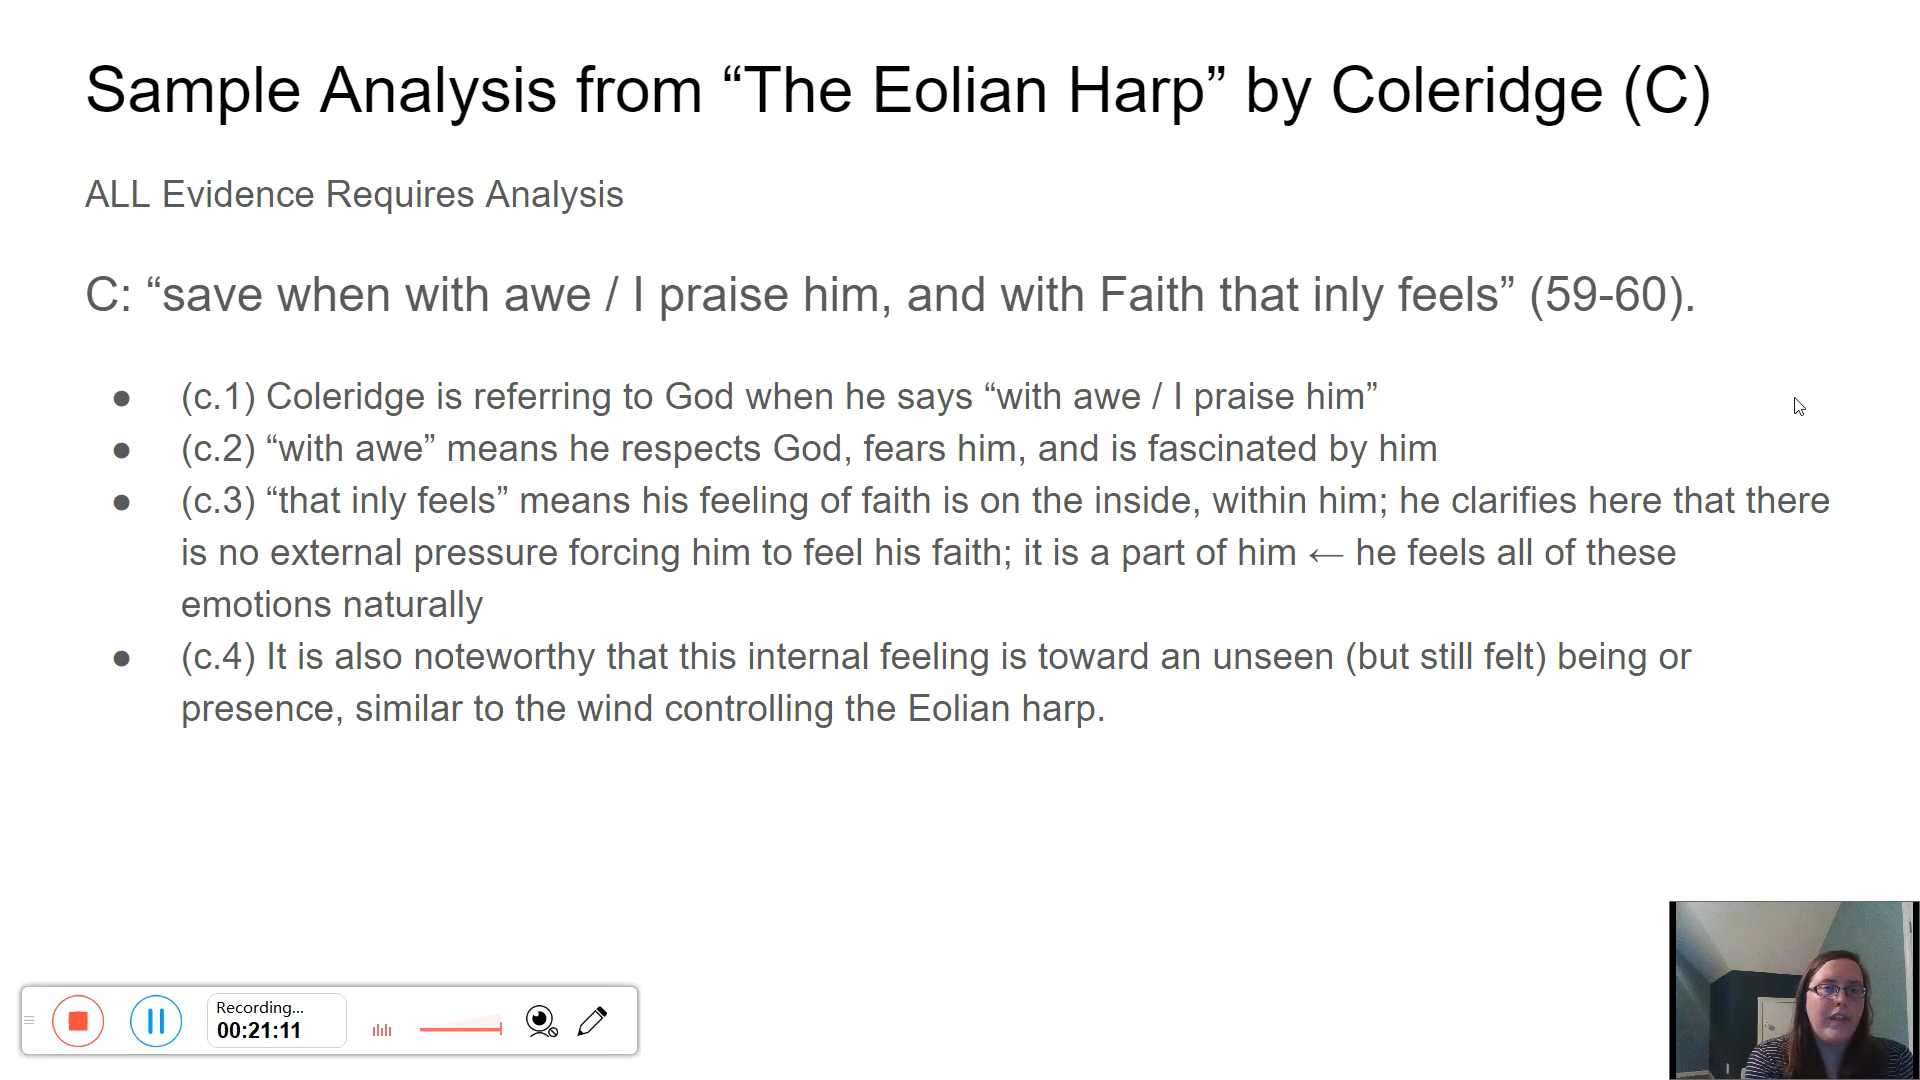 Sample Analysis from “The Eolian Harp” by Coleridge (C)
ALL Evidence Requires Analysis
C: “save when with awe / I praise him, and with Faith that inly feels” (59-60).
● (c.1) Coleridge is referring to God when he says “with awe / I praise him”
● (c.2) “with awe” means he respects God, fears him, and is fascinated by him
● (c.3) “that inly feels” means his feeling of faith is on the inside, within him; he clarifies here that there
is no external pressure forcing him to feel his faith; it is a part of him ← he feels all of these
emotions naturally
● (c.4) It is also noteworthy that this internal feeling is toward an unseen (but still felt) being or
presence, similar to the wind controlling the Eolian harp.
Recording...
00:21:11